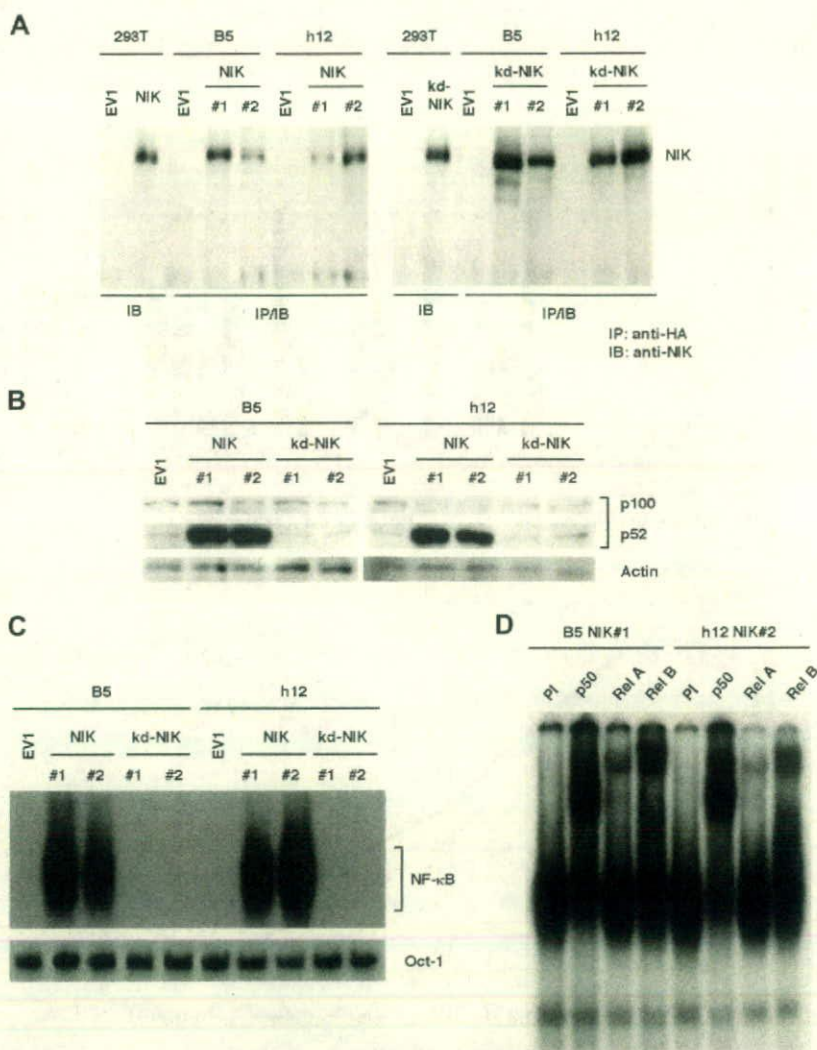 A
293T B5 h12 293T B5 h12
EV1 NIK EV1 NIK EV1 NIK EV1 kd-NIK EV1 kd-NIK EV1 kd-NIK
#1 #2 #1 #2 #1 #2 #1 #2
NIK
IB IP/IB IB IP/IB
IP: anti-HA
IB: anti-NIK
B
B5 h12
EV1 NIK kd-NIK EV1 NIK kd-NIK
#1 #2 #1 #2 #1 #2 #1 #2
p100
p52
Actin
C
B5 h12
EV1 NIK kd-NIK EV1 NIK kd-NIK
#1 #2 #1 #2 #1 #2 #1 #2
NF-κB
Oct-1
D
B5 NIK#1 h12 NIK#2
PI p50 Rel A Rel B PI p50 Rel A Rel B